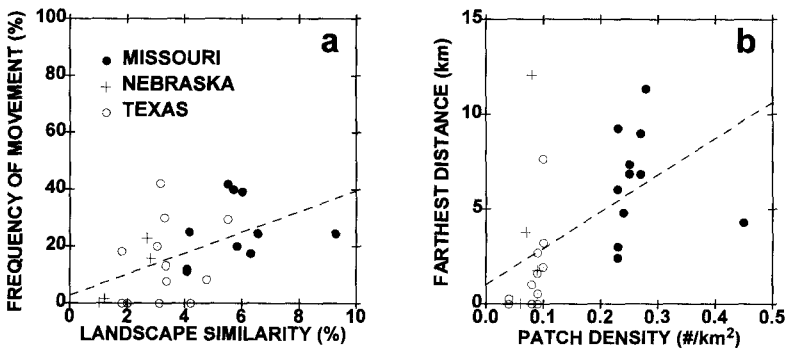 FREQUENCY OF MOVEMENT (%)
100
80
60
40
20
0
a
MISSOURI
NEBRASKA
TEXAS
0 2 4 6 8 10
LANDSCAPE SIMILARITY (%)
FARTHEST DISTANCE (km)
15
10
5
0
b
0.0 0.1 0.2 0.3 0.4 0.5
PATCH DENSITY (#/km²)